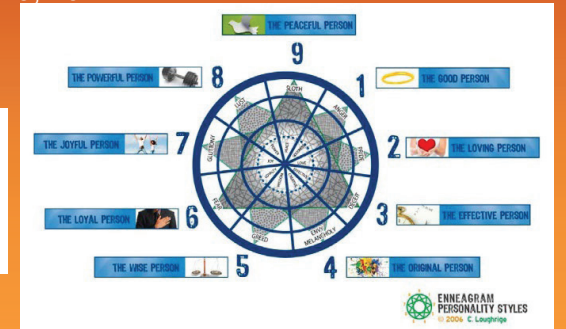 THE PEACEFUL PERSON
9
THE POWERFUL PERSON
8
1
THE GOOD PERSON
THE JOYFUL PERSON
7
2
THE LOVING PERSON
THE LOYAL PERSON
6
3
THE EFFECTIVE PERSON
THE WISE PERSON
5
4
THE ORIGINAL PERSON
SLOTH
ANGER
PRIDE
DECEIT
ENVY
MELANCHOLY
GREED
FEAR
GLUTTONY
LUST
ENNEAGRAM
PERSONALITY STYLES
© 2006 C. Loughrige